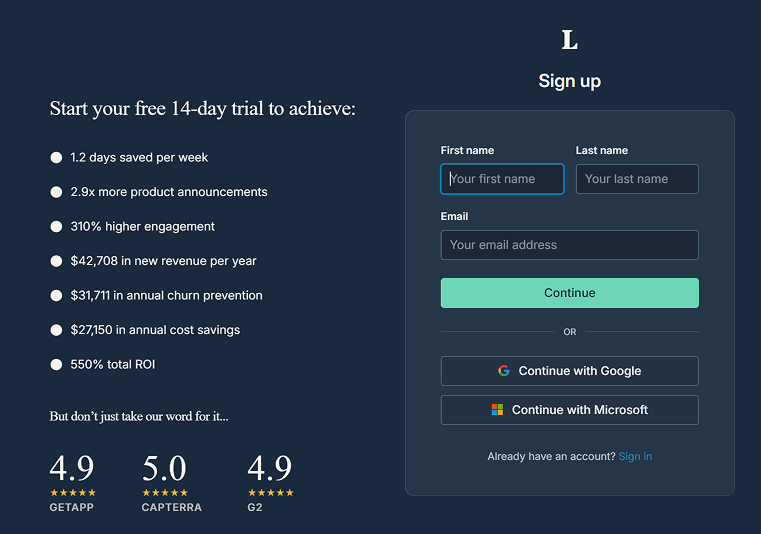 Start your free 14-day trial to achieve:
1.2 days saved per week
2.9x more product announcements
310% higher engagement
$42,708 in new revenue per year
$31,711 in annual churn prevention
$27,150 in annual cost savings
550% total ROI
But don't just take our word for it...
4.9 5.0 4.9
★★★★★ ★★★★★ ★★★★★
GETAPP CAPTERRA G2
L
Sign up
First name Last name
Your first name Your last name
Email
Your email address
Continue
OR
Continue with Google
Continue with Microsoft
Already have an account? Sign in